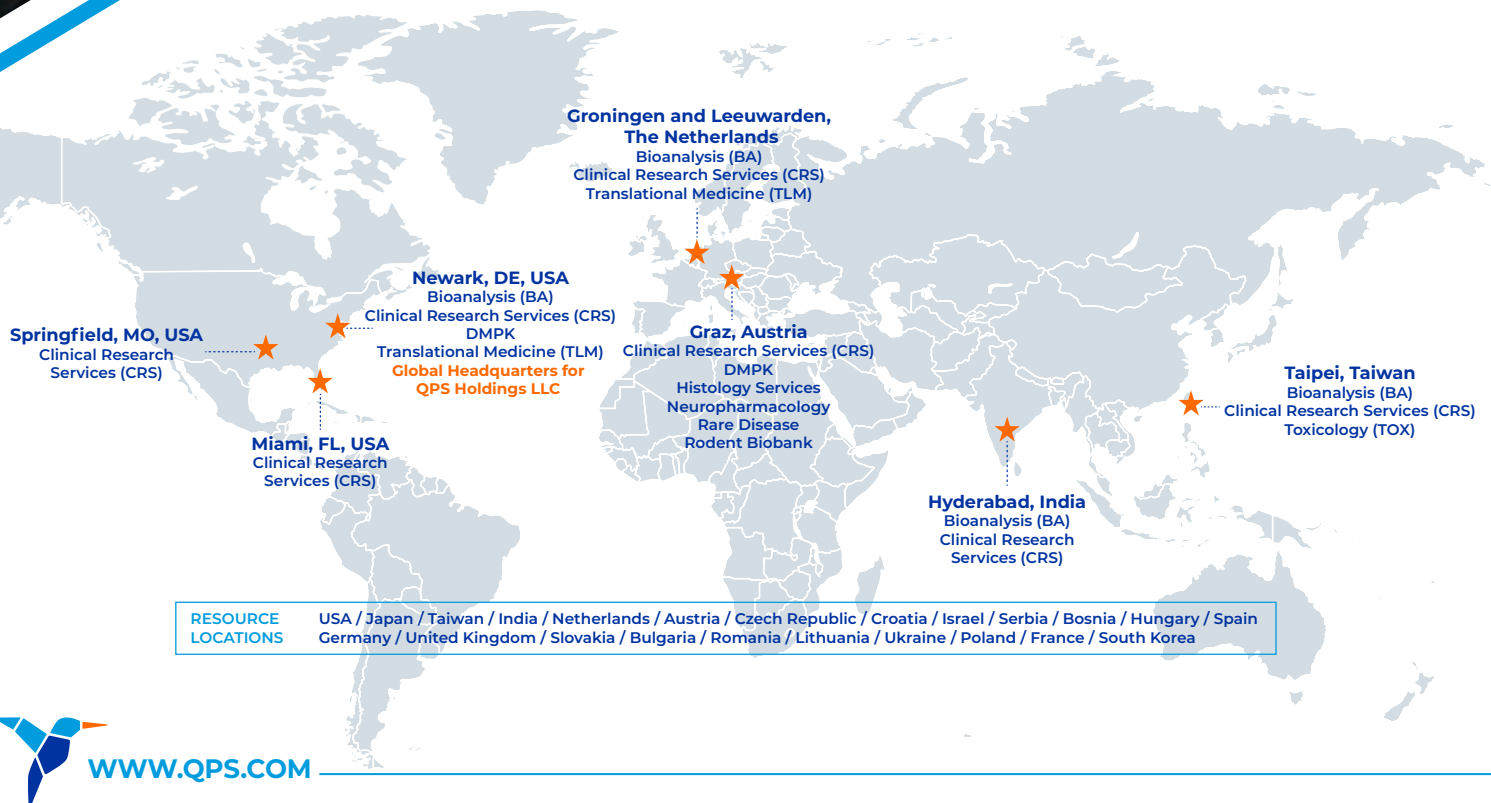 Groningen and Leeuwarden,
The Netherlands
Bioanalysis (BA)
Clinical Research Services (CRS)
Translational Medicine (TLM)
Newark, DE, USA
Bioanalysis (BA)
Clinical Research Services (CRS)
DMPK
Translational Medicine (TLM)
Global Headquarters for
QPS Holdings LLC
Springfield, MO, USA
Clinical Research
Services (CRS)
Miami, FL, USA
Clinical Research
Services (CRS)
Graz, Austria
Clinical Research Services (CRS)
DMPK
Histology Services
Neuropharmacology
Rare Disease
Rodent Biobank
Taipei, Taiwan
Bioanalysis (BA)
Clinical Research Services (CRS)
Toxicology (TOX)
Hyderabad, India
Bioanalysis (BA)
Clinical Research
Services (CRS)
RESOURCE LOCATIONS
USA / Japan / Taiwan / India / Netherlands / Austria / Czech Republic / Croatia / Israel / Serbia / Bosnia / Hungary / Spain
Germany / United Kingdom / Slovakia / Bulgaria / Romania / Lithuania / Ukraine / Poland / France / South Korea
WWW.QPS.COM